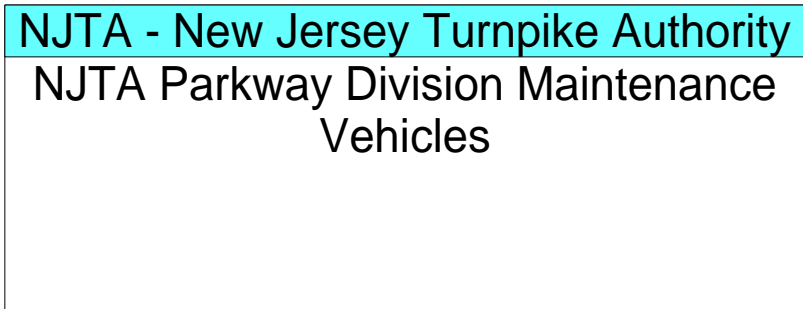 NJTA - New Jersey Turnpike Authority
NJTA Parkway Division Maintenance
Vehicles